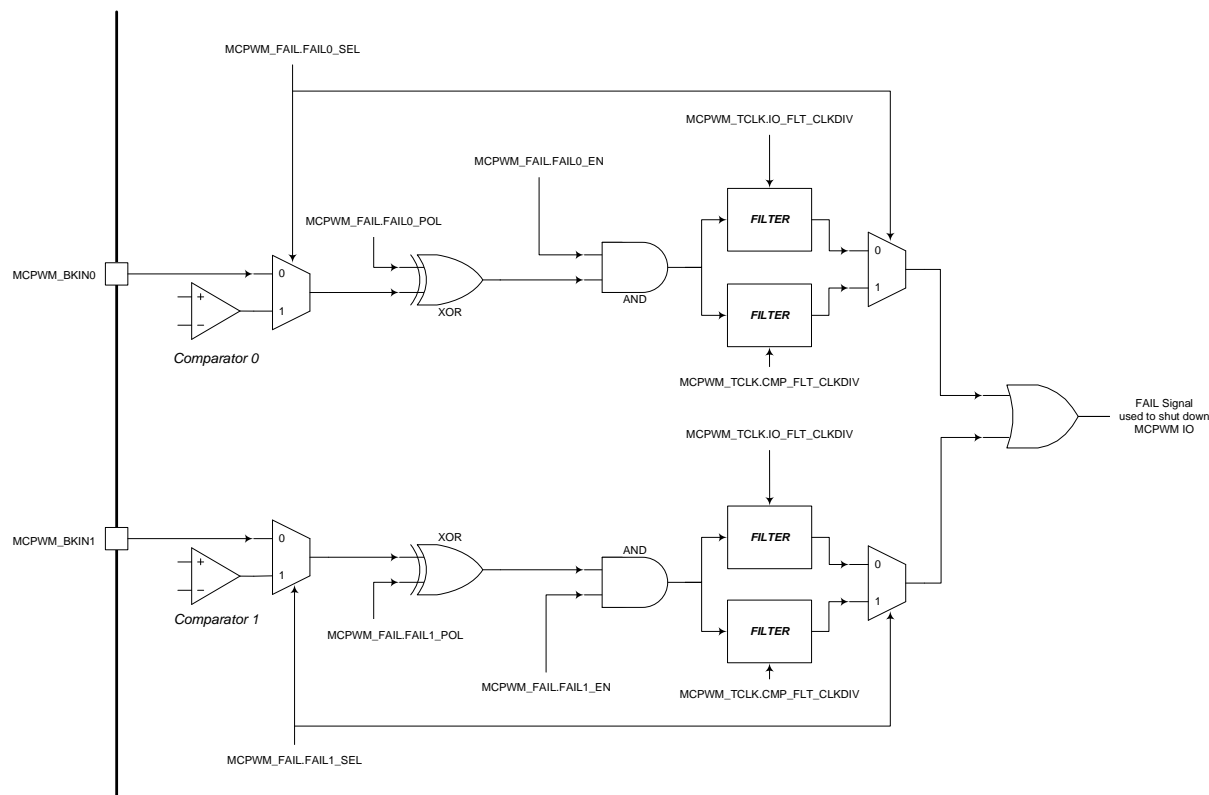 MCPWM_FAIL.FAIL0_SEL
MCPWM_TCLK.IO_FLT_CLKDIV
MCPWM_FAIL.FAIL0_EN
MCPWM_FAIL.FAIL0_POL
FILTER
MCPWM_BKIN0
0
0
+
−
1
1
AND
XOR
FILTER
Comparator 0
MCPWM_TCLK.CMP_FLT_CLKDIV
FAIL Signal
used to shut down
MCPWM IO
MCPWM_TCLK.IO_FLT_CLKDIV
MCPWM_BKIN1
0
XOR
AND
FILTER
0
+
−
1
1
Comparator 1
FILTER
MCPWM_FAIL.FAIL1_POL
MCPWM_FAIL.FAIL1_EN
MCPWM_TCLK.CMP_FLT_CLKDIV
MCPWM_FAIL.FAIL1_SEL